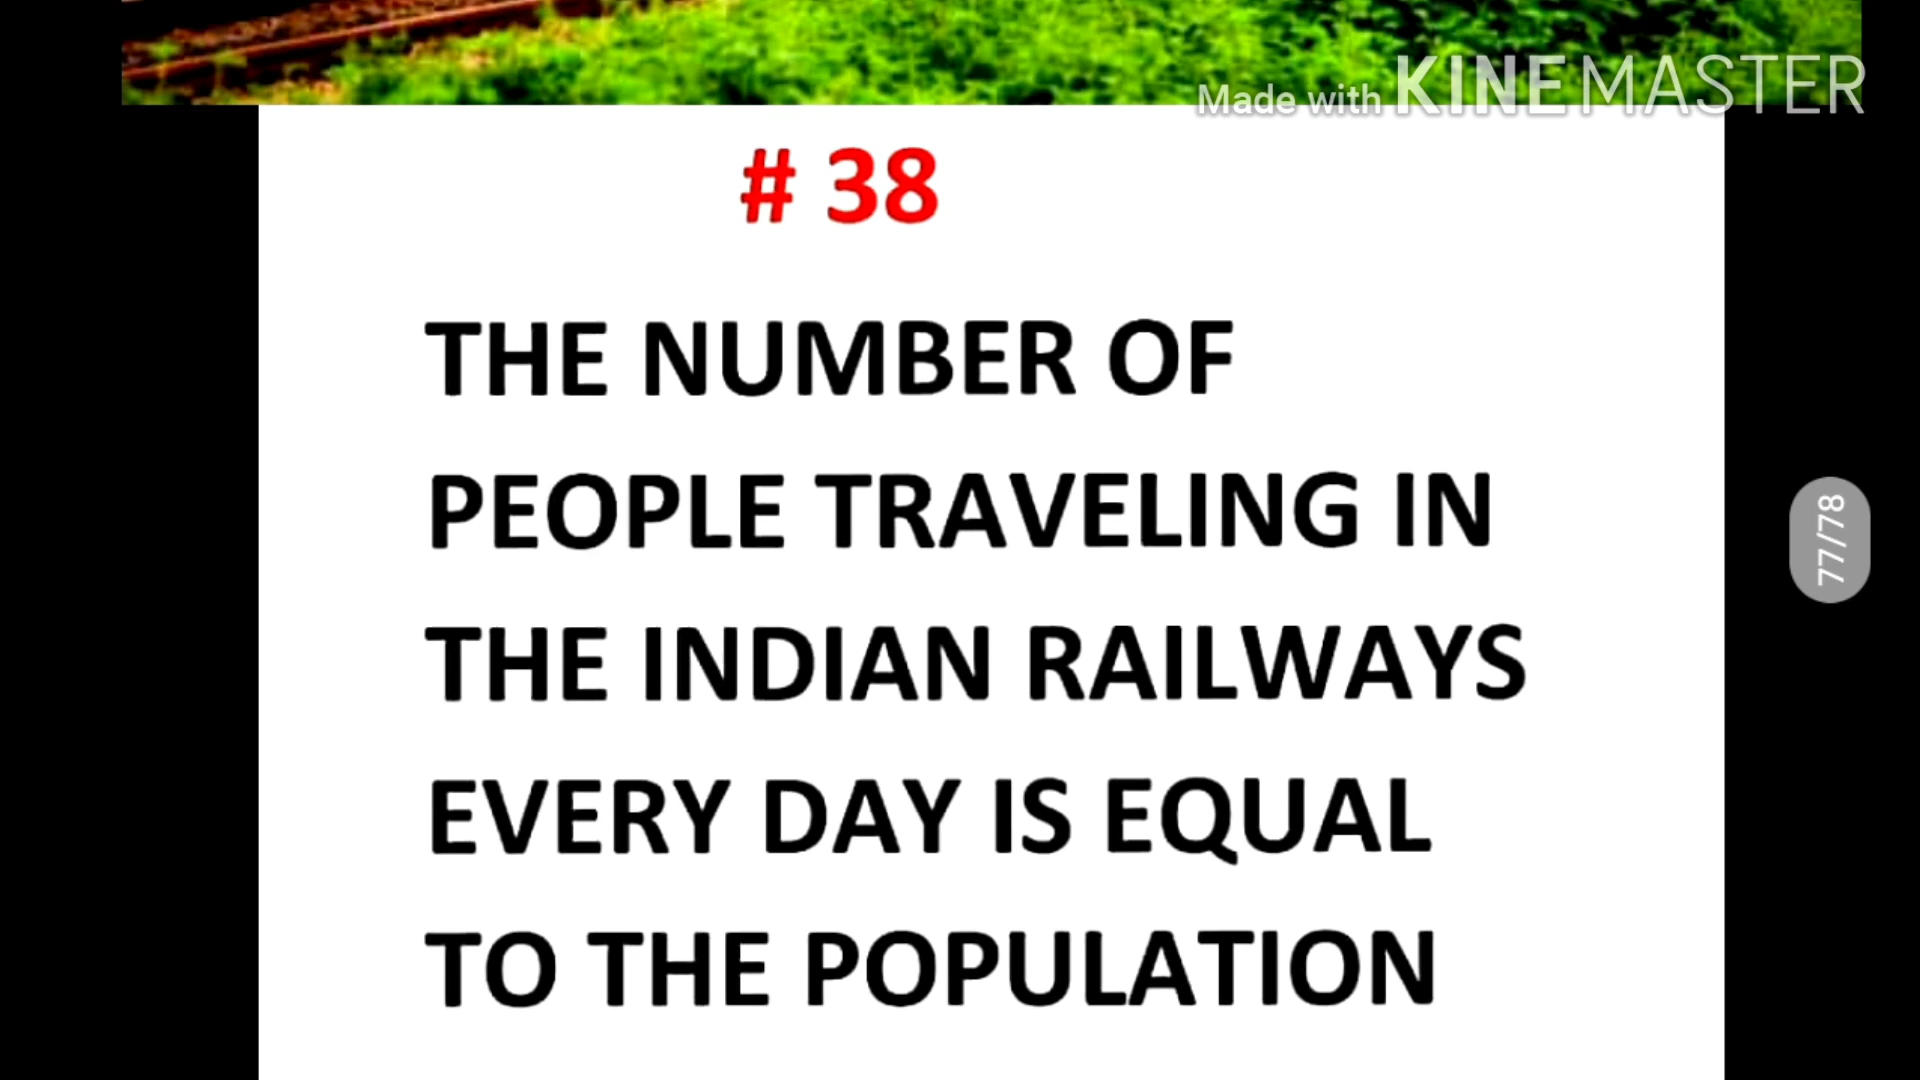 Made with KINEMASTER
# 38
THE NUMBER OF
PEOPLE TRAVELING IN
THE INDIAN RAILWAYS
EVERY DAY IS EQUAL
TO THE POPULATION
77/78